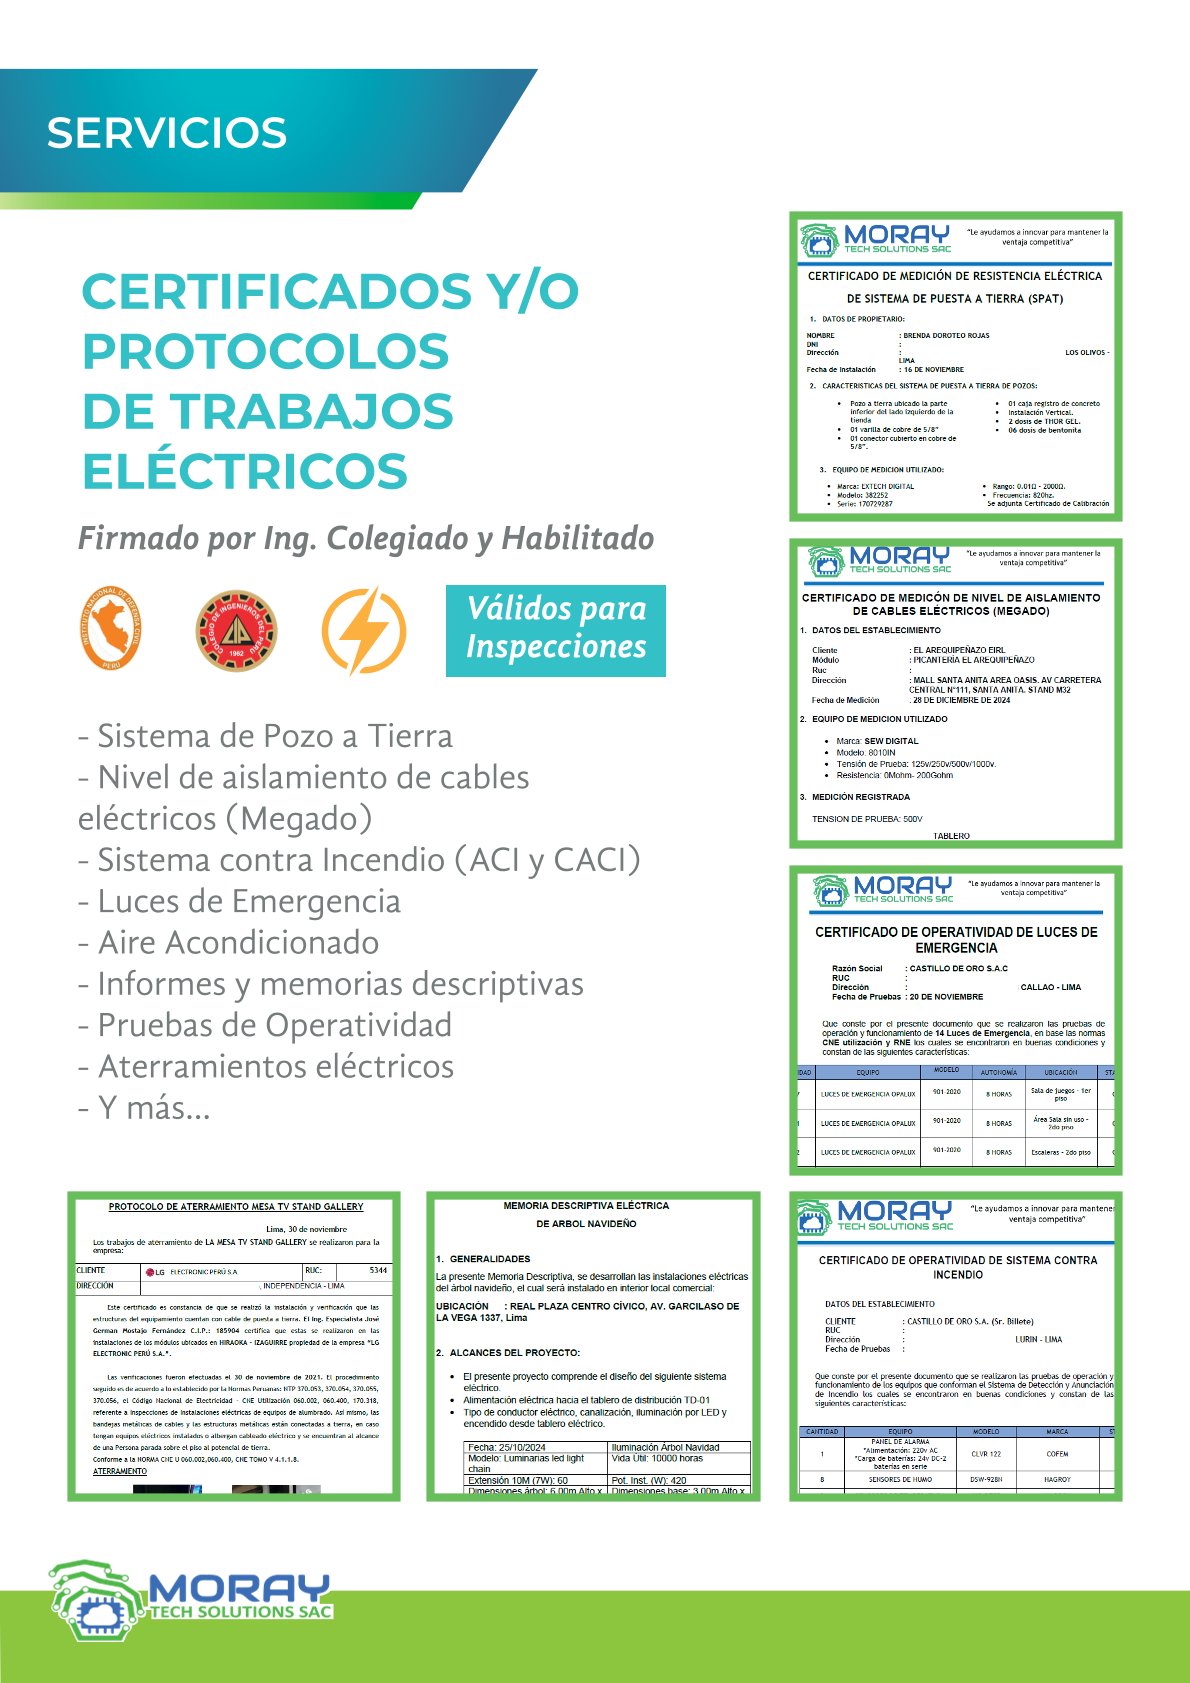 SERVICIOS
CERTIFICADOS Y/O
PROTOCOLOS
DE TRABAJOS
ELÉCTRICOS
Firmado por Ing. Colegiado y Habilitado
INSTITUTO NACIONAL DE DEFENSA CIVIL
PERÚ
COLEGIO DE INGENIEROS DEL PERU
1962
Válidos para
Inspecciones
- Sistema de Pozo a Tierra
- Nivel de aislamiento de cables
eléctricos (Megado)
- Sistema contra Incendio (ACI y CACI)
- Luces de Emergencia
- Aire Acondicionado
- Informes y memorias descriptivas
- Pruebas de Operatividad
- Aterramientos eléctricos
- Y más...
MORAY
TECH SOLUTIONS SAC
"Le ayudamos a innovar para mantener la
ventaja competitiva"
CERTIFICADO DE MEDICIÓN DE RESISTENCIA ELÉCTRICA
DE SISTEMA DE PUESTA A TIERRA (SPAT)
1. DATOS DE PROPIETARIO:
NOMBRE : BRENDA DOROTEO ROJAS
DNI :
Dirección : LOS OLIVOS -
LIMA
Fecha de Instalación : 16 DE NOVIEMBRE
2. CARACTERISTICAS DEL SISTEMA DE PUESTA A TIERRA DE POZOS:
• Pozo a tierra ubicado la parte
inferior del lado izquierdo de la
tienda
• 01 varilla de cobre de 5/8"
• 01 conector cubierto en cobre de
5/8".
• 01 caja registro de concreto
• Instalación Vertical.
• 2 dosis de THOR GEL.
• 06 dosis de bentonita
3. EQUIPO DE MEDICION UTILIZADO:
• Marca: EXTECH DIGITAL
• Modelo: 382252
• Serie: 170729287
• Rango: 0.01Ω - 2000Ω.
• Frecuencia: 820hz.
Se adjunta Certificado de Calibración
MORAY
TECH SOLUTIONS SAC
"Le ayudamos a innovar para mantener la
ventaja competitiva"
CERTIFICADO DE MEDICÓN DE NIVEL DE AISLAMIENTO
DE CABLES ELÉCTRICOS (MEGADO)
1. DATOS DEL ESTABLECIMIENTO
Cliente : EL AREQUIPEÑAZO EIRL
Módulo : PICANTERÍA EL AREQUIPEÑAZO
Ruc :
Dirección : MALL SANTA ANITA AREA OASIS. AV CARRETERA
CENTRAL N°111, SANTA ANITA. STAND M32
Fecha de Medición : 28 DE DICIEMBRE DE 2024
2. EQUIPO DE MEDICION UTILIZADO
• Marca: SEW DIGITAL
• Modelo: 8010IN
• Tensión de Prueba: 125v/250v/500v/1000v.
• Resistencia: 0Mohm- 200Gohm
3. MEDICIÓN REGISTRADA
TENSION DE PRUEBA: 500V
TABLERO
MORAY
TECH SOLUTIONS SAC
"Le ayudamos a innovar para mantener la
ventaja competitiva"
CERTIFICADO DE OPERATIVIDAD DE LUCES DE
EMERGENCIA
Razón Social : CASTILLO DE ORO S.A.C
RUC :
Dirección : CALLAO - LIMA
Fecha de Pruebas : 20 DE NOVIEMBRE
Que conste por el presente documento que se realizaron las pruebas de
operación y funcionamiento de 14 Luces de Emergencia, en base las normas
CNE utilización y RNE los cuales se encontraron en buenas condiciones y
constan de las siguientes características:
EQUIPO MODELO AUTONOMÍA UBICACIÓN
LUCES DE EMERGENCIA OPALUX 901-2020 8 HORAS Sala de juegos - 1er
piso
LUCES DE EMERGENCIA OPALUX 901-2020 8 HORAS Área Sala sin uso -
2do piso
LUCES DE EMERGENCIA OPALUX 901-2020 8 HORAS Escaleras - 2do piso
PROTOCOLO DE ATERRAMIENTO MESA TV STAND GALLERY
Lima, 30 de noviembre
Los trabajos de aterramiento de LA MESA TV STAND GALLERY se realizaron para la
empresa:
CLIENTE LG ELECTRONIC PERÚ S.A RUC: 5344
DIRECCIÓN , INDEPENDENCIA - LIMA
Este certificado es constancia de que se realizó la instalación y verificación que las
estructuras del equipamiento cuentan con cable de puesta a tierra. El Ing. Especialista José
German Mostajo Fernández C.I.P.: 185904 certifica que estas se realizaron en las
instalaciones de los módulos ubicados en HIRAOKA - IZAGUIRRE propiedad de la empresa "LG
ELECTRONIC PERÚ S.A.".
Las verificaciones fueron efectuadas el 30 de noviembre de 2021. El procedimiento
seguido es de acuerdo a lo establecido por la Normas Peruanas: NTP 370.053, 370.054, 370.055,
370.056, el Código Nacional de Electricidad - CNE Utilización 060.002, 060.400, 170.318,
referente a inspecciones de instalaciones eléctricas de equipos de alumbrado. Así mismo, las
bandejas metálicas de cables y las estructuras metálicas están conectadas a tierra, en caso
tengan equipos eléctricos instalados o albergan cableado eléctrico y se encuentran al alcance
de una Persona parada sobre el piso al potencial de tierra.
Conforme a la NORMA CNE U 060.002,060.400, CNE TOMO V 4.1.1.8.
ATERRAMIENTO
MEMORIA DESCRIPTIVA ELÉCTRICA
DE ARBOL NAVIDEÑO
1. GENERALIDADES
La presente Memoria Descriptiva, se desarrollan las instalaciones eléctricas
del árbol navideño, el cual será instalado en interior local comercial:
UBICACIÓN : REAL PLAZA CENTRO CÍVICO, AV. GARCILASO DE
LA VEGA 1337, Lima
2. ALCANCES DEL PROYECTO:
• El presente proyecto comprende el diseño del siguiente sistema
eléctrico.
• Alimentación eléctrica hacia el tablero de distribución TD-01
• Tipo de conductor eléctrico, canalización, iluminación por LED y
encendido desde tablero eléctrico.
Fecha: 25/10/2024 Iluminación Árbol Navidad
Modelo: Luminarias led light
chain Vida Útil: 10000 horas
Extensión 10M (7W): 60 Pot. Inst. (W): 420
Dimensiones árbol: 6.00m Alto x Dimensiones base: 3.00m Alto x
MORAY
TECH SOLUTIONS SAC
"Le ayudamos a innovar para mantener
ventaja competitiva"
CERTIFICADO DE OPERATIVIDAD DE SISTEMA CONTRA
INCENDIO
DATOS DEL ESTABLECIMIENTO
CLIENTE : CASTILLO DE ORO S.A. (Sr. Billete)
RUC :
Dirección : LURIN - LIMA
Fecha de Pruebas :
Que conste por el presente documento que se realizaron las pruebas de operación y
funcionamiento de los equipos que conforman el Sistema de Detección y Anunciación
de Incendio los cuales se encontraron en buenas condiciones y constan de las
siguientes características:
CANTIDAD EQUIPO MODELO MARCA
1 PANEL DE ALARMA
*Alimentación: 220v AC
*Carga de baterías: 24v DC-2
baterías en serie CLVR 122 COFEM
8 SENSORES DE HUMO DSW-928N HAGROY
MORAY
TECH SOLUTIONS SAC